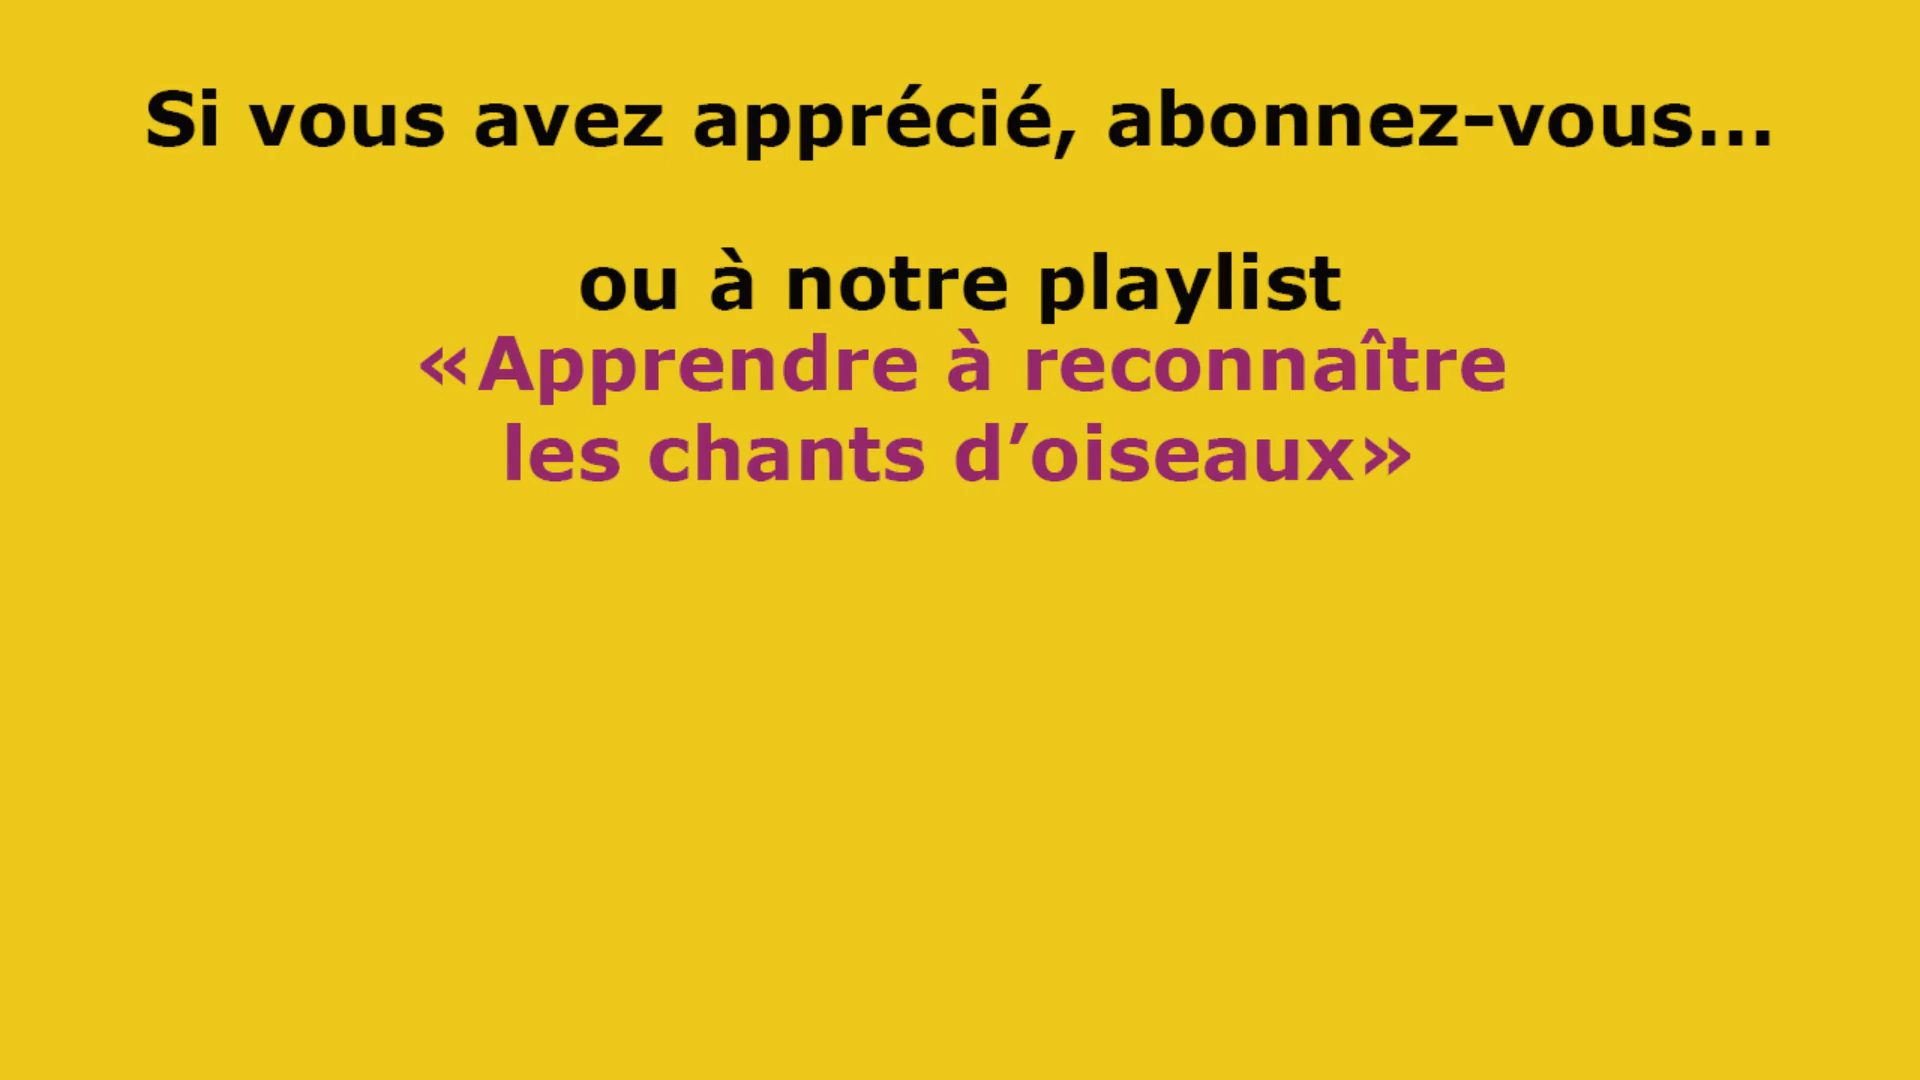 Si vous avez apprécié, abonnez-vous...
ou à notre playlist
«Apprendre à reconnaître
les chants d’oiseaux»